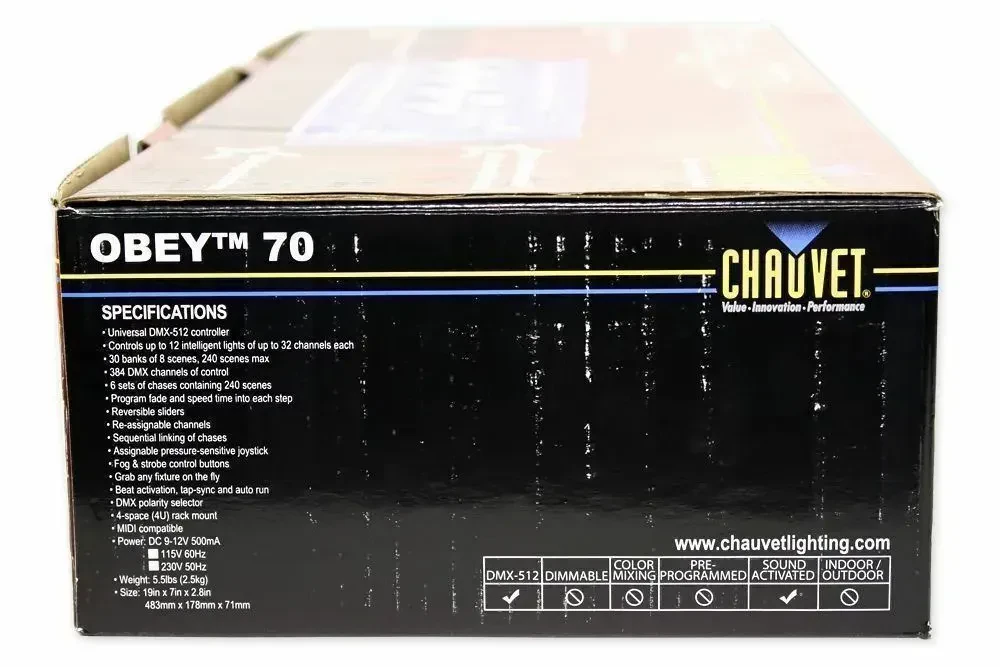 OBEY™ 70
CHAUVET®
Value · Innovation · Performance
SPECIFICATIONS
• Universal DMX-512 controller
• Controls up to 12 intelligent lights of up to 32 channels each
• 30 banks of 8 scenes, 240 scenes max
• 384 DMX channels of control
• 6 sets of chases containing 240 scenes
• Program fade and speed time into each step
• Reversible sliders
• Re-assignable channels
• Sequential linking of chases
• Assignable pressure-sensitive joystick
• Fog & strobe control buttons
• Grab any fixture on the fly
• Beat activation, tap-sync and auto run
• DMX polarity selector
• 4-space (4U) rack mount
• MIDI compatible
• Power: DC 9-12V 500mA
115V 60Hz
230V 50Hz
• Weight: 5.5lbs (2.5kg)
• Size: 19in x 7in x 2.8in
483mm x 178mm x 71mm
www.chauvetlighting.com
DMX-512
DIMMABLE
COLOR
MIXING
PRE-
PROGRAMMED
SOUND
ACTIVATED
INDOOR /
OUTDOOR